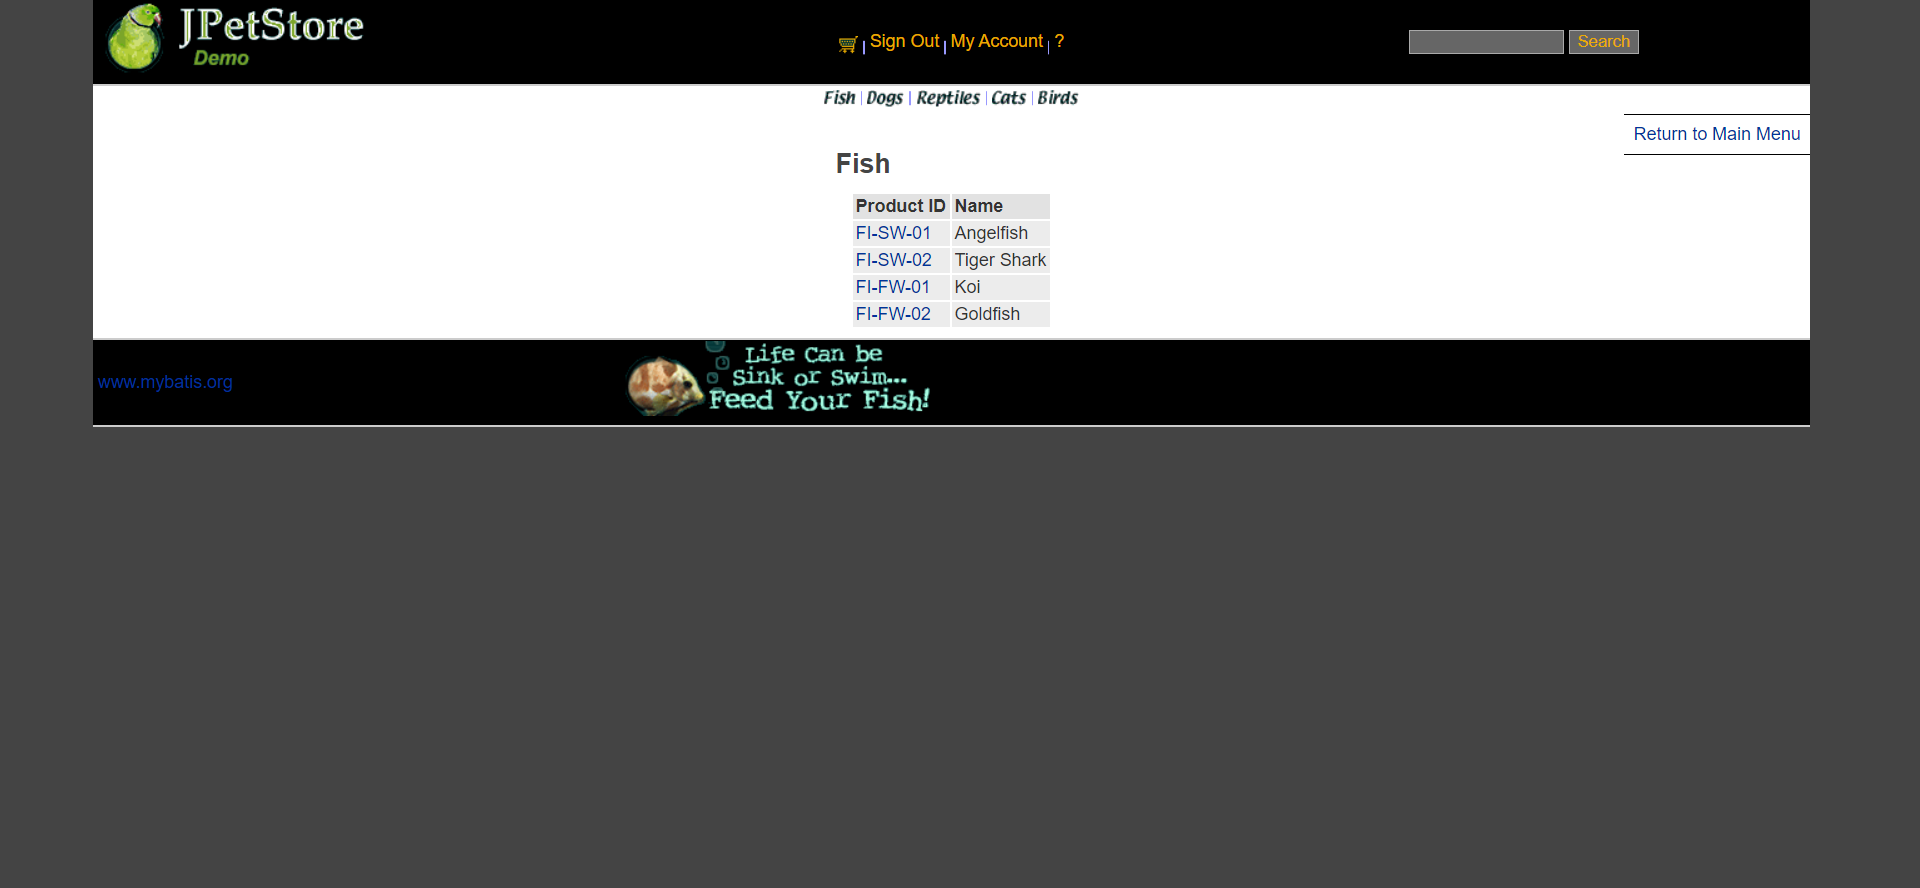 JPetStore
Demo
Sign Out My Account ?
Search
Fish Dogs Reptiles Cats Birds
Return to Main Menu
Fish
Product ID Name
FI-SW-01 Angelfish
FI-SW-02 Tiger Shark
FI-FW-01 Koi
FI-FW-02 Goldfish
www.mybatis.org
Life Can be
Sink or Swim...
Feed Your Fish!